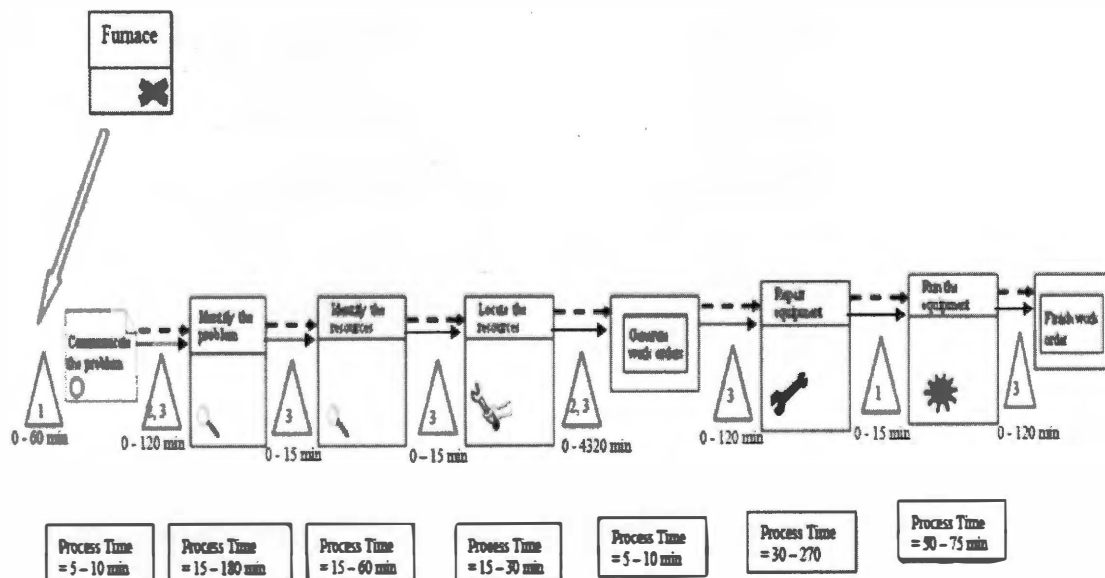 Furnace
Communicate
the problem
Identify the
problem
Identify the
resources
Locate the
resources
Generate
work orders
Repair
equipment
Run the
equipment
Finish work
order
1
2, 3
3
3
2, 3
3
1
3
0 - 60 min
0 - 120 min
0 - 15 min
0 - 15 min
0 - 4320 min
0 - 120 min
0 - 15 min
0 - 120 min
Process Time
= 5 – 10 min
Process Time
= 15 – 180 min
Process Time
= 15 – 60 min
Process Time
= 15 – 30 min
Process Time
= 5 – 10 min
Process Time
= 30 – 270
Process Time
= 50 – 75 min